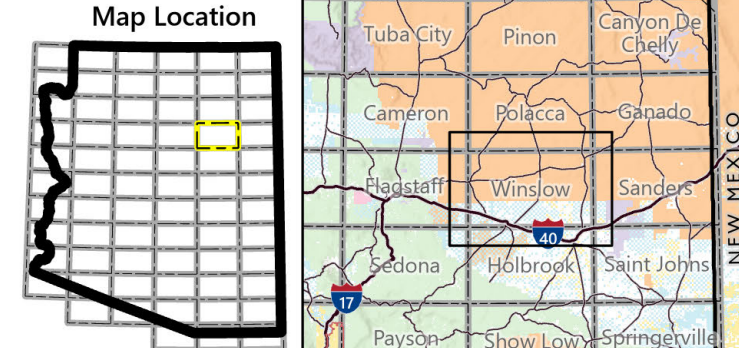 Map Location
Tuba City
Pinon
Canyon De
Chelly
Cameron
Polacca
Ganado
Flagstaff
Winslow
Sanders
40
Sedona
Holbrook
Saint Johns
17
Payson
Show Low
Springerville
NEW MEXICO